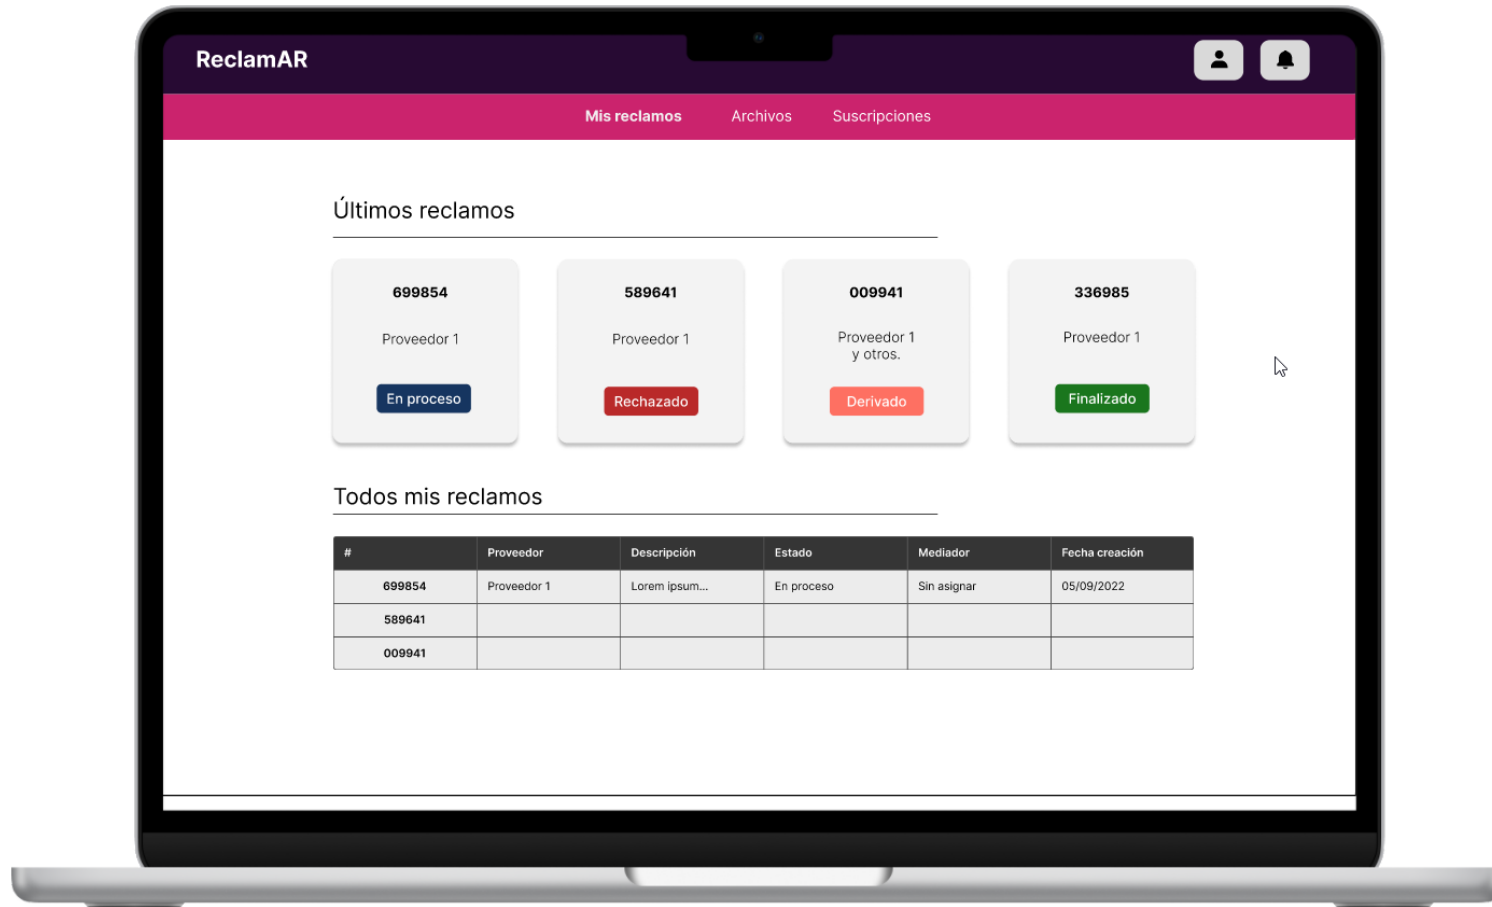 ReclamAR
Mis reclamos Archivos Suscripciones
Últimos reclamos
699854
Proveedor 1
En proceso
589641
Proveedor 1
Rechazado
009941
Proveedor 1
y otros.
Derivado
336985
Proveedor 1
Finalizado
Todos mis reclamos
# Proveedor Descripción Estado Mediador Fecha creación
699854 Proveedor 1 Lorem ipsum... En proceso Sin asignar 05/09/2022
589641
009941